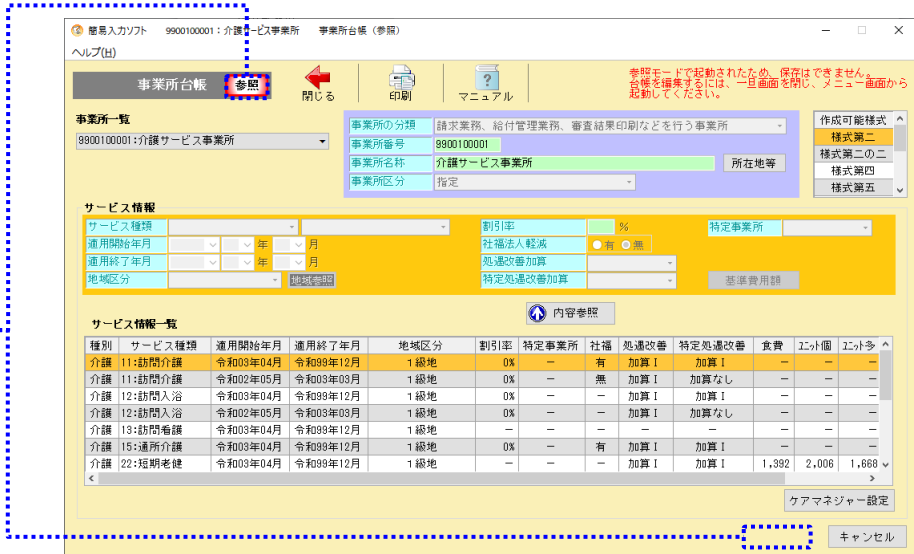 簡易入力ソフト 9900100001：介護サービス事業所 事業所台帳（参照）
ヘルプ(H)
事業所台帳 参照 閉じる 印刷 マニュアル
参照モードで起動されたため、保存はできません。
台帳を編集するには、一旦画面を閉じ、メニュー画面から
起動してください。
事業所一覧
9900100001:介護サービス事業所
事業所の分類 請求業務、給付管理業務、審査結果印刷などを行う事業所
事業所番号 9900100001
事業所名称 介護サービス事業所 所在地等
事業所区分 指定
作成可能様式
様式第二
様式第二の二
様式第四
様式第五
サービス情報
サービス種類 割引率 % 特定事業所
適用開始年月 年 月 社福法人軽減 有 無
適用終了年月 年 月 処遇改善加算
地域区分 地域参照 特定処遇改善加算 基準費用額
内容参照
サービス情報一覧
種別 サービス種類 適用開始年月 適用終了年月 地域区分 割引率 特定事業所 社福 処遇改善 特定処遇改善 食費 ユニット個 ユニット多
介護 11:訪問介護 令和03年04月 令和99年12月 1級地 0% － 有 加算Ⅰ 加算Ⅰ － － －
介護 11:訪問介護 令和02年05月 令和03年03月 1級地 0% － 無 加算Ⅰ 加算なし － － －
介護 12:訪問入浴 令和03年04月 令和99年12月 1級地 0% － － 加算Ⅰ 加算Ⅰ － － －
介護 12:訪問入浴 令和02年05月 令和03年03月 1級地 0% － － 加算Ⅰ 加算なし － － －
介護 13:訪問看護 令和03年04月 令和99年12月 1級地 － － － － － － － －
介護 15:通所介護 令和03年04月 令和99年12月 1級地 0% － 有 加算Ⅰ 加算Ⅰ － － －
介護 22:短期老健 令和03年04月 令和99年12月 1級地 － － － 加算Ⅰ 加算Ⅰ 1,392 2,006 1,668
ケアマネジャー設定
キャンセル